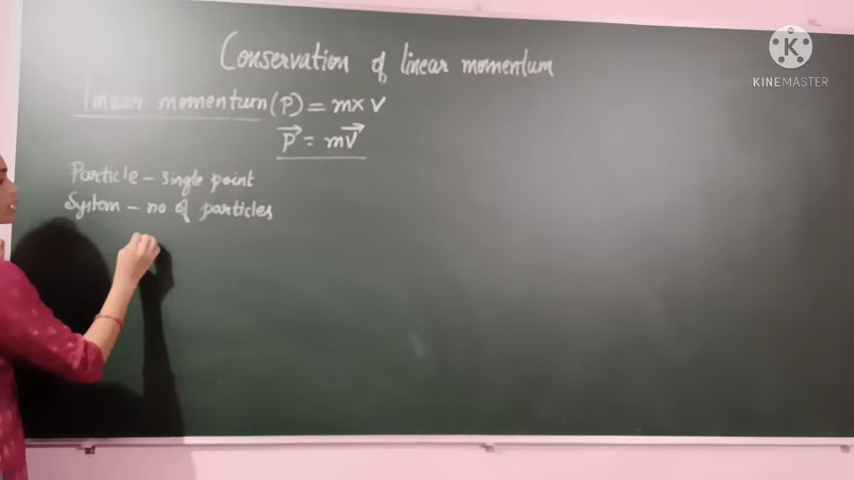 Conservation of linear momentum
linear momentum (P) = m x v
P⃗ = mv⃗
Particle - single point
System - no of particles
K
KINEMASTER